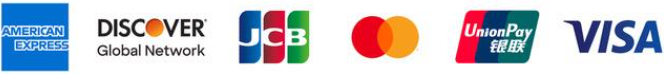 AMERICAN
EXPRESS
DISCOVER
Global Network
JCB
UnionPay
银联
VISA